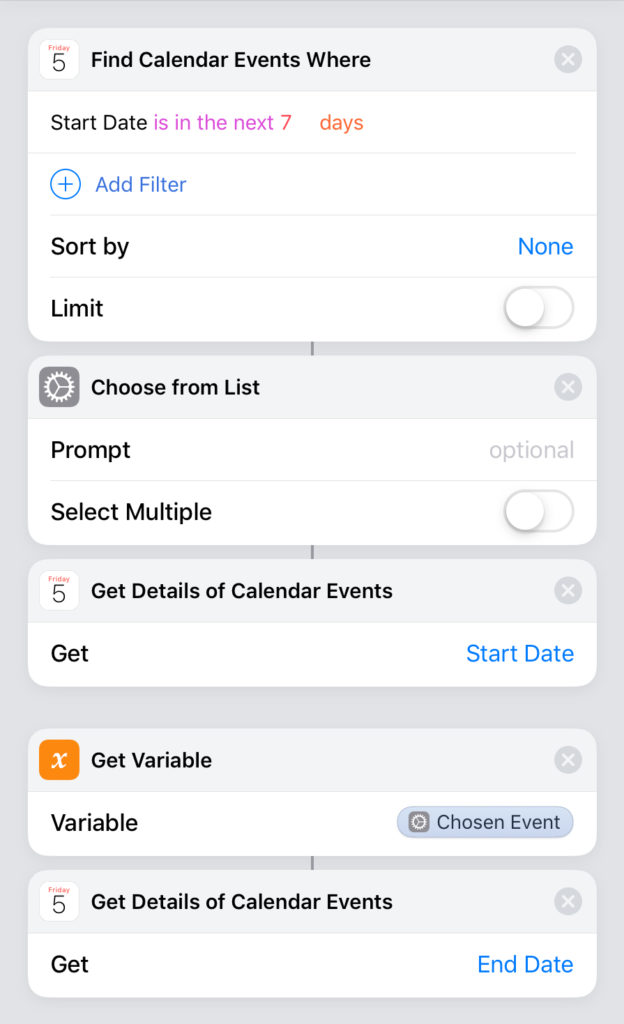 Friday
5
Find Calendar Events Where
Start Date is in the next 7 days
Add Filter
Sort by None
Limit
Choose from List
Prompt optional
Select Multiple
Friday
5
Get Details of Calendar Events
Get Start Date
x
Get Variable
Variable Chosen Event
Friday
5
Get Details of Calendar Events
Get End Date